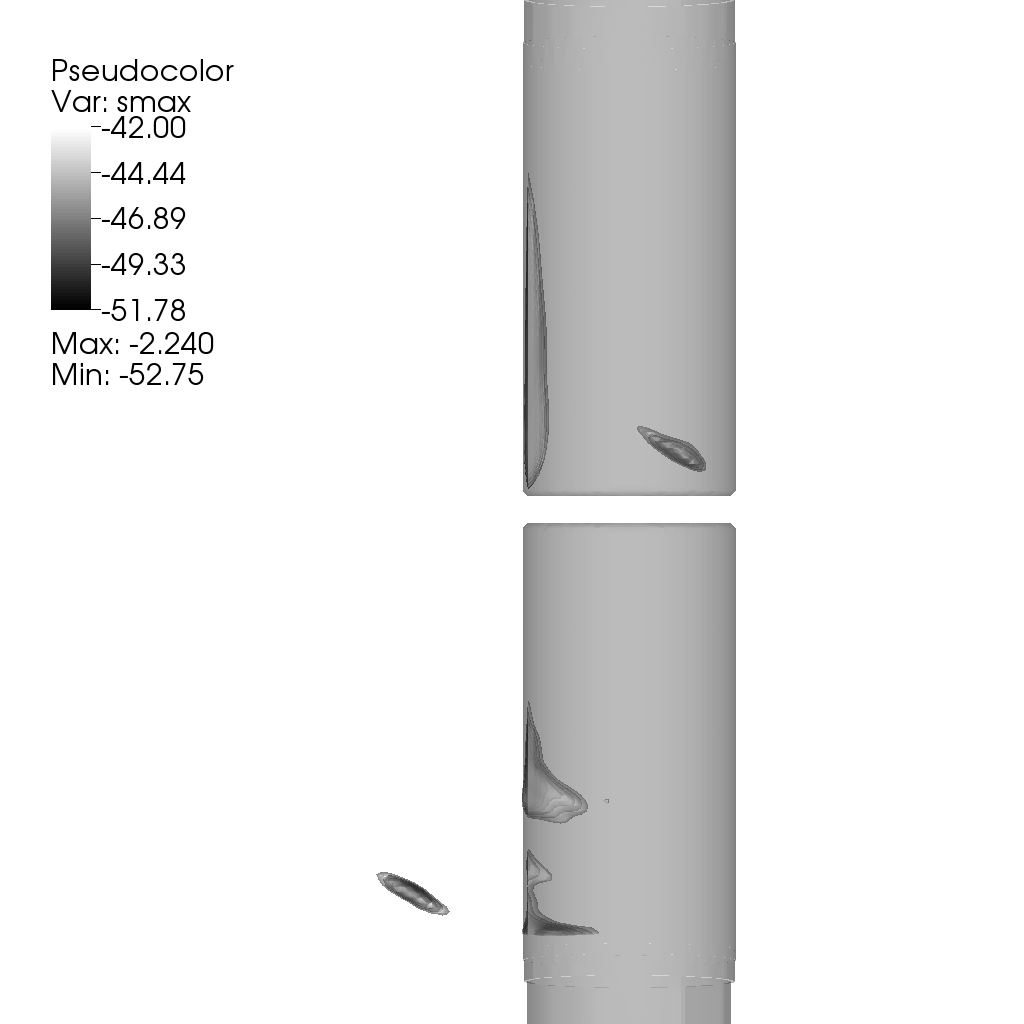 Pseudocolor
Var: smax
-42.00
-44.44
-46.89
-49.33
-51.78
Max: -2.240
Min: -52.75